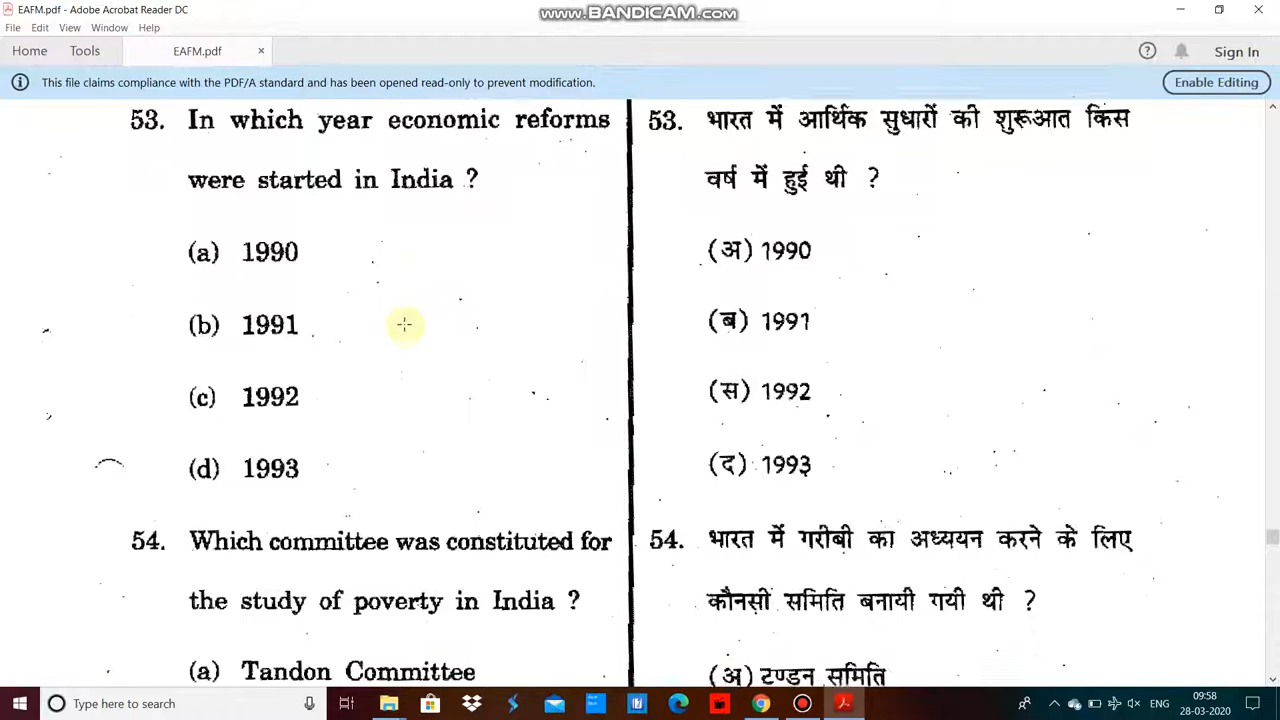 EAFM.pdf - Adobe Acrobat Reader DC
www.BANDICAM.com
File Edit View Window Help
Home Tools EAFM.pdf × ? Sign In
This file claims compliance with the PDF/A standard and has been opened read-only to prevent modification. Enable Editing
53. In which year economic reforms
were started in India ?
(a) 1990
(b) 1991
(c) 1992
(d) 1993
54. Which committee was constituted for
the study of poverty in India ?
(a) Tandon Committee
53. भारत में आर्थिक सुधारों की शुरूआत किस
वर्ष में हुई थी ?
(अ) 1990
(ब) 1991
(स) 1992
(द) 1993
54. भारत में गरीबी का अध्ययन करने के लिए
कौनसी समिति बनायी गयी थी ?
(अ) टण्डन समिति
Type here to search
ENG
09:58
28-03-2020